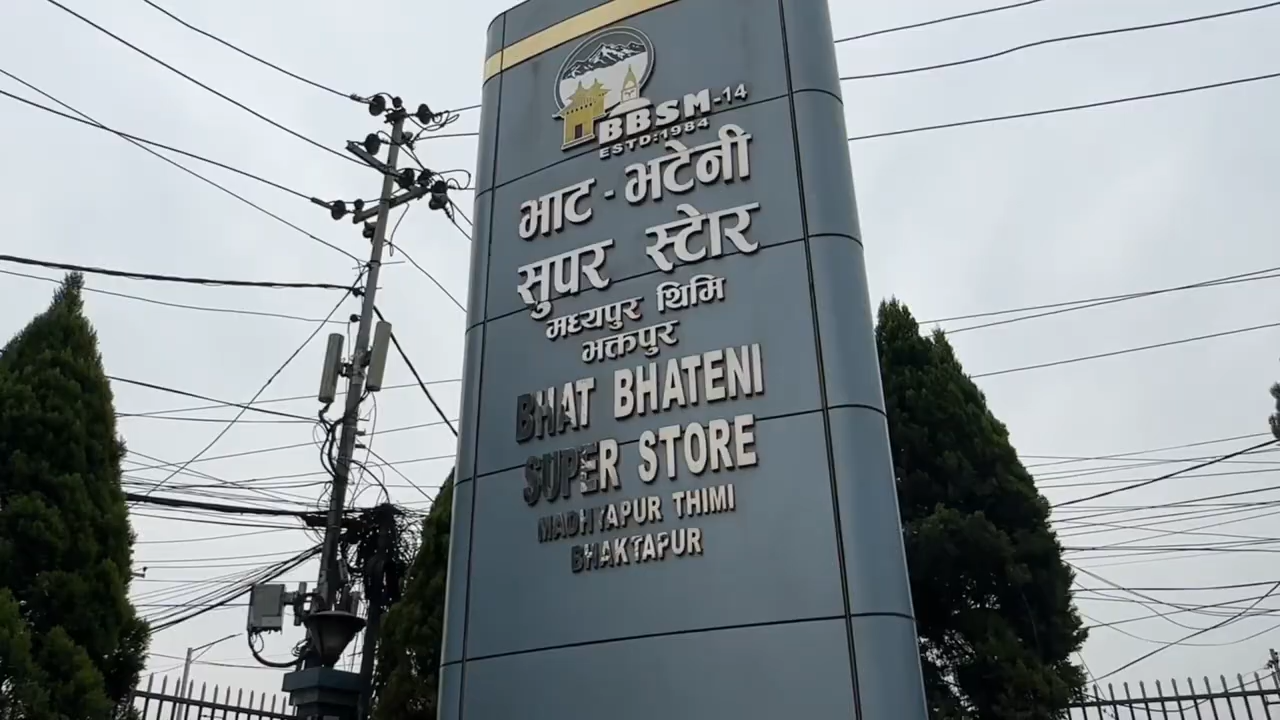 BBSM-14
ESTD:1984
भाट - भटेनी
सुपर स्टोर
मध्यपुर थिमि
भक्तपुर
BHAT BHATENI
SUPER STORE
MADHYAPUR THIMI
BHAKTAPUR